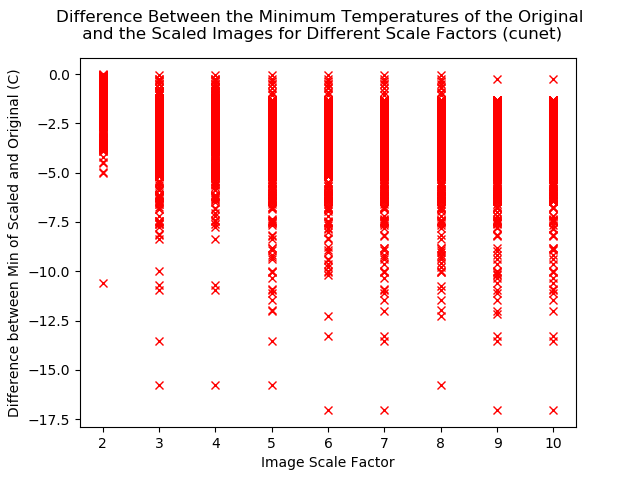 Difference Between the Minimum Temperatures of the Original
and the Scaled Images for Different Scale Factors (cunet)
Difference between Min of Scaled and Original (C)
0.0
−2.5
−5.0
−7.5
−10.0
−12.5
−15.0
−17.5
2 3 4 5 6 7 8 9 10
Image Scale Factor